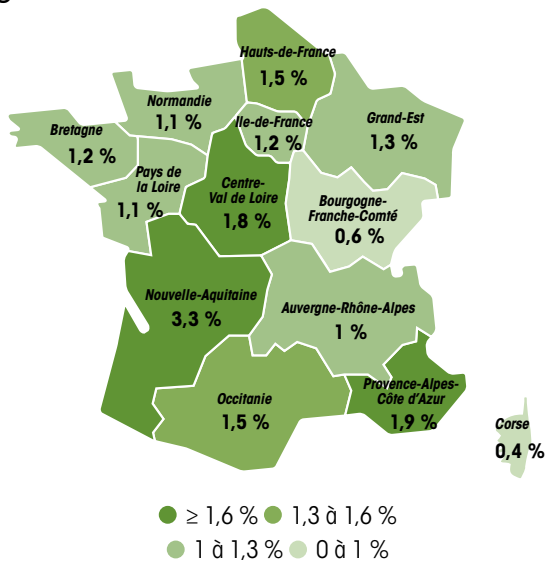 Hauts-de-France
1,5 %
Normandie
1,1 %
Ile-de-France
1,2 %
Grand-Est
1,3 %
Bretagne
1,2 %
Pays de
la Loire
1,1 %
Centre-
Val de Loire
1,8 %
Bourgogne-
Franche-Comté
0,6 %
Nouvelle-Aquitaine
3,3 %
Auvergne-Rhône-Alpes
1 %
Occitanie
1,5 %
Provence-Alpes-
Côte d'Azur
1,9 %
Corse
0,4 %
≥ 1,6 % 1,3 à 1,6 %
1 à 1,3 % 0 à 1 %